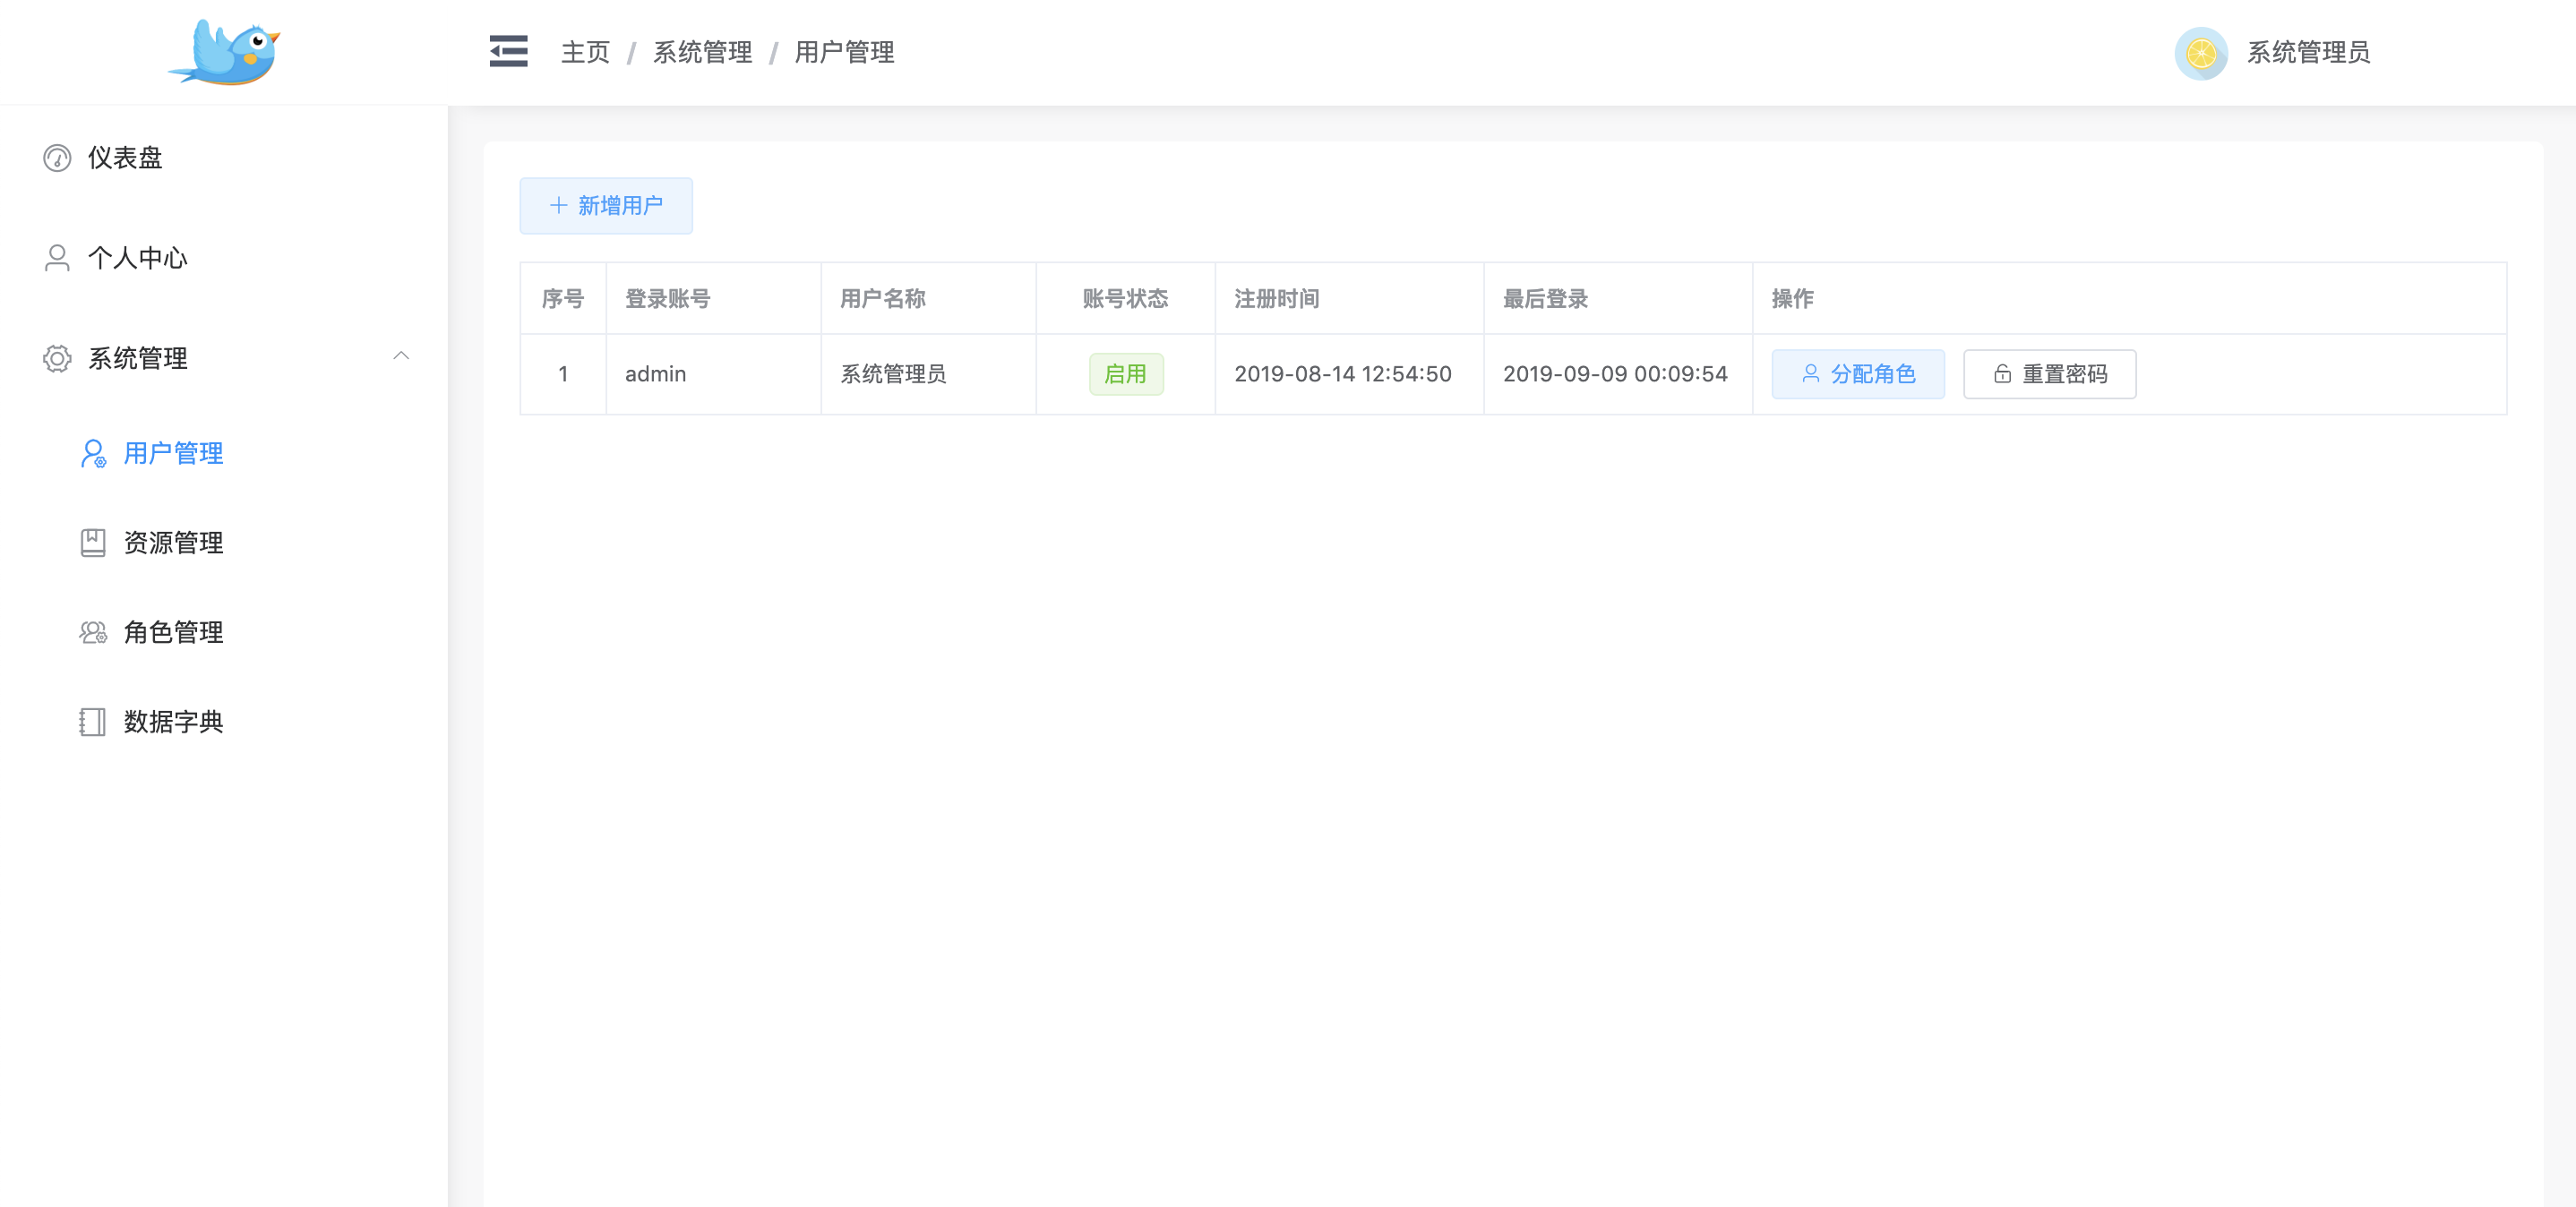 主页 / 系统管理 / 用户管理
系统管理员
仪表盘
个人中心
系统管理
用户管理
资源管理
角色管理
数据字典
新增用户
序号 登录账号 用户名称 账号状态 注册时间 最后登录 操作
1 admin 系统管理员 启用 2019-08-14 12:54:50 2019-09-09 00:09:54 分配角色 重置密码